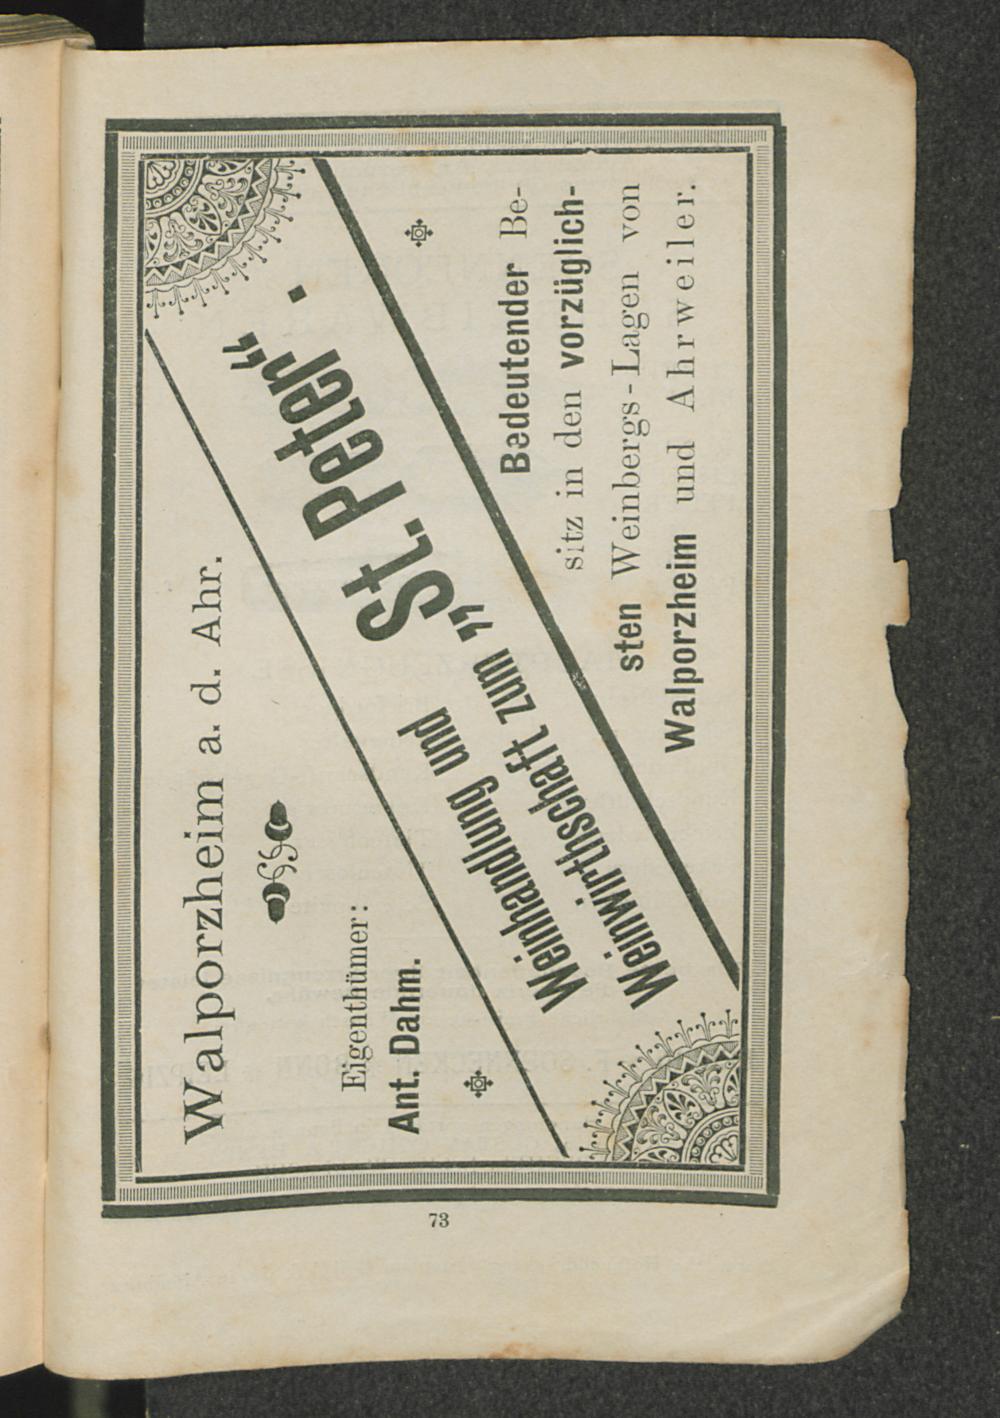 Walporzheim a. d. Ahr.
Eigenthümer:
Ant. Dahm.
Weinhandlung und
Weinwirthschaft zum „St. Peter“.
Bedeutender Be-
sitz in den vorzüglich-
sten Weinbergs-Lagen von
Walporzheim und Ahrweiler.
73